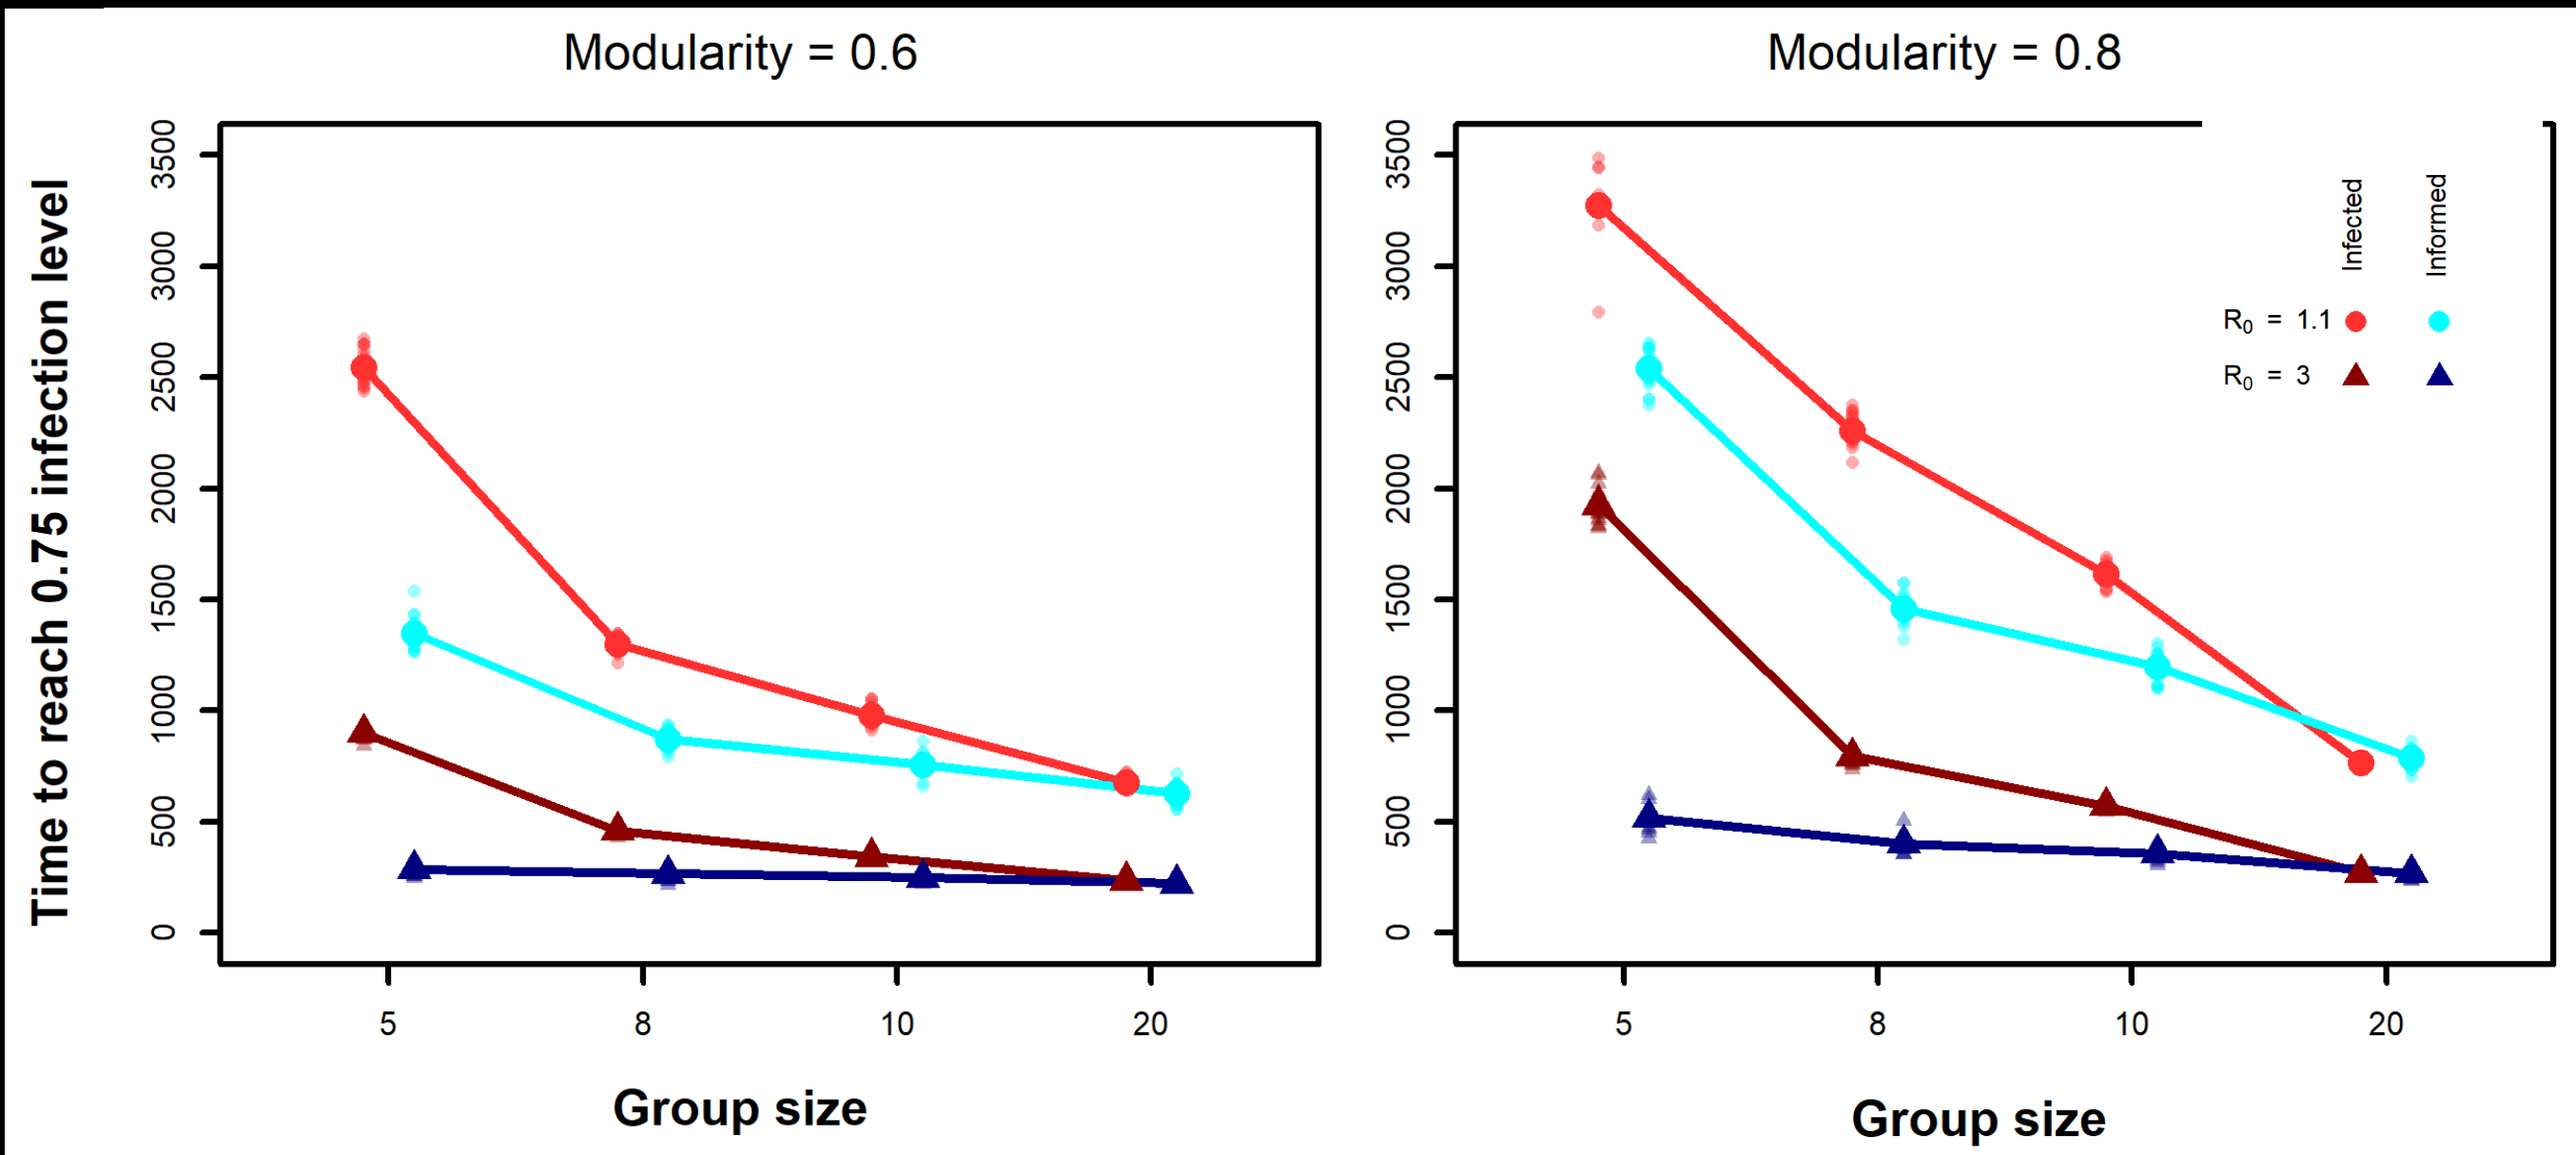 Modularity = 0.6
Modularity = 0.8
Time to reach 0.75 infection level
3500
3000
2500
2000
1500
1000
500
0
5 8 10 20
Group size
3500
3000
2500
2000
1500
1000
500
0
5 8 10 20
Group size
Infected Informed
R₀ = 1.1
R₀ = 3